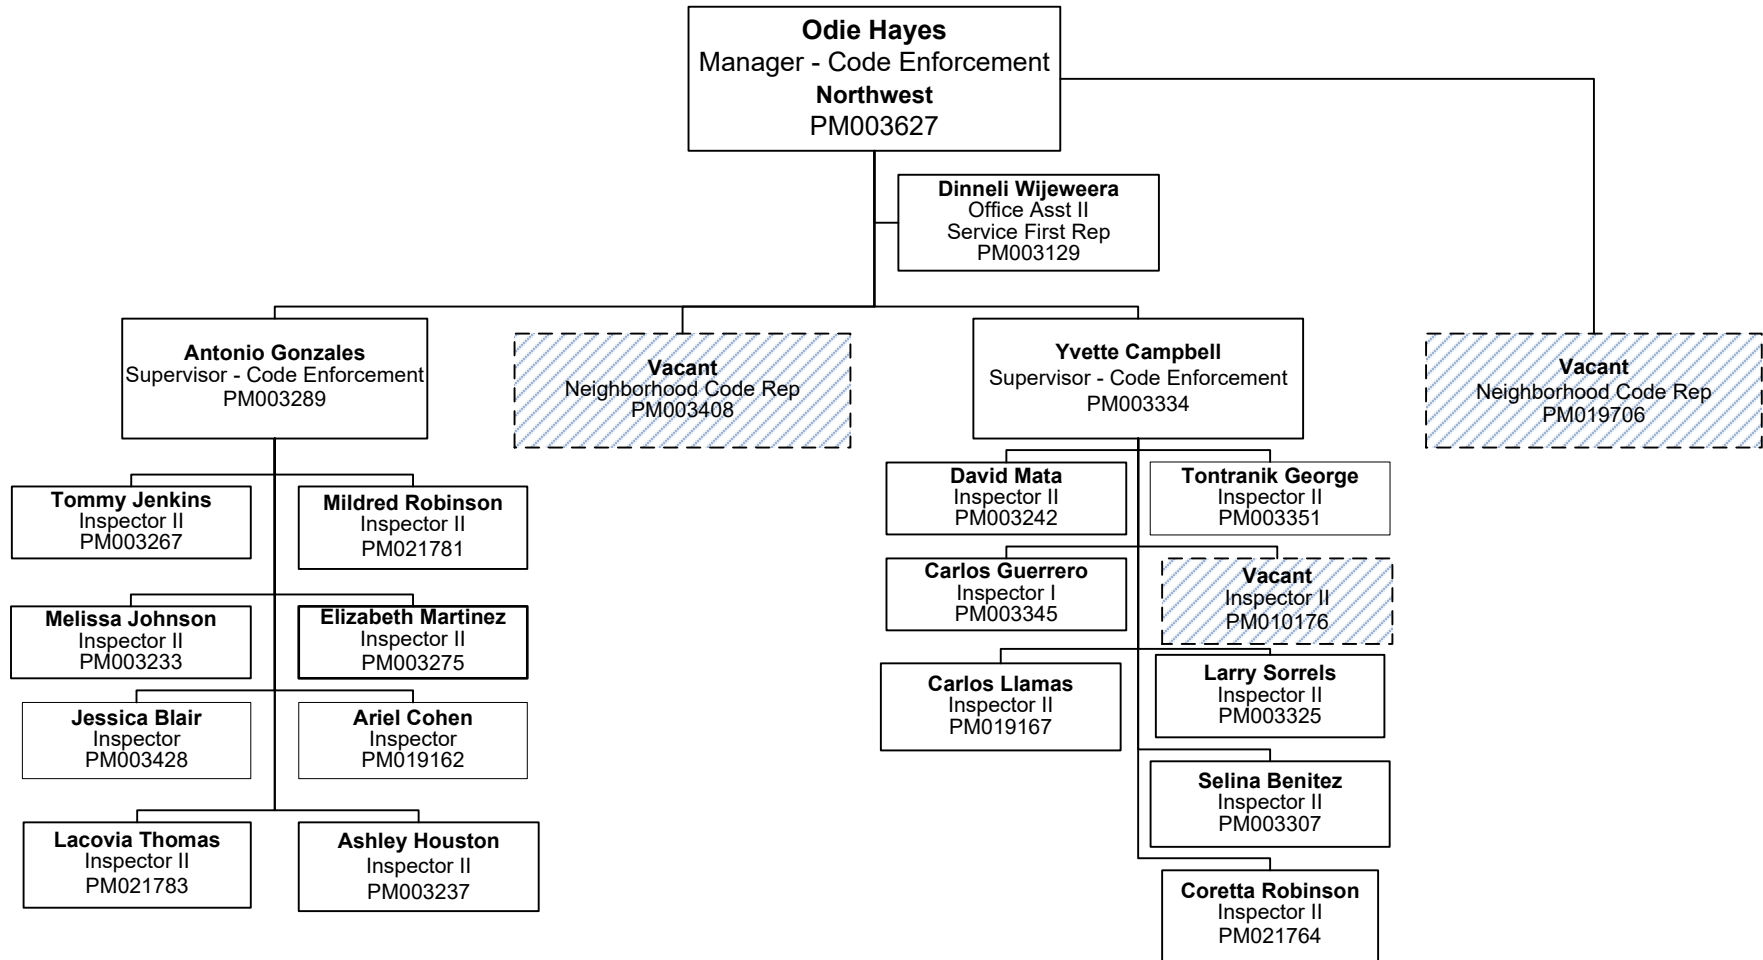 Odie Hayes
Manager - Code Enforcement
Northwest
PM003627
Dinneli Wijeweera
Office Asst II
Service First Rep
PM003129
Antonio Gonzales
Supervisor - Code Enforcement
PM003289
Vacant
Neighborhood Code Rep
PM003408
Yvette Campbell
Supervisor - Code Enforcement
PM003334
Vacant
Neighborhood Code Rep
PM019706
Tommy Jenkins
Inspector II
PM003267
Mildred Robinson
Inspector II
PM021781
Melissa Johnson
Inspector II
PM003233
Elizabeth Martinez
Inspector II
PM003275
Jessica Blair
Inspector
PM003428
Ariel Cohen
Inspector
PM019162
Lacovia Thomas
Inspector II
PM021783
Ashley Houston
Inspector II
PM003237
David Mata
Inspector II
PM003242
Tontranik George
Inspector II
PM003351
Carlos Guerrero
Inspector I
PM003345
Vacant
Inspector II
PM010176
Carlos Llamas
Inspector II
PM019167
Larry Sorrels
Inspector II
PM003325
Selina Benitez
Inspector II
PM003307
Coretta Robinson
Inspector II
PM021764